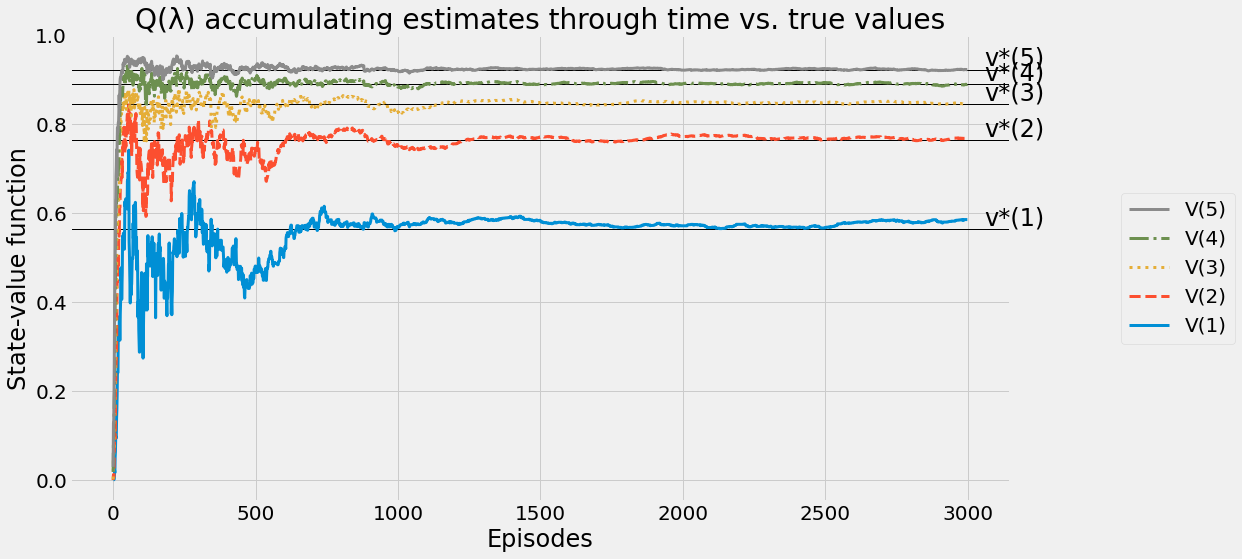 Q(λ) accumulating estimates through time vs. true values
State-value function
1.0
0.8
0.6
0.4
0.2
0.0
v*(5)
v*(4)
v*(3)
v*(2)
v*(1)
V(5)
V(4)
V(3)
V(2)
V(1)
0 500 1000 1500 2000 2500 3000
Episodes